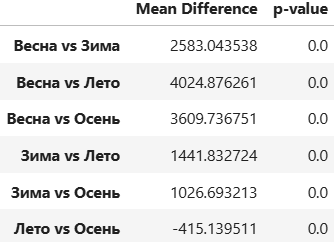 Mean Difference p-value
Весна vs Зима 2583.043538 0.0
Весна vs Лето 4024.876261 0.0
Весна vs Осень 3609.736751 0.0
Зима vs Лето 1441.832724 0.0
Зима vs Осень 1026.693213 0.0
Лето vs Осень -415.139511 0.0